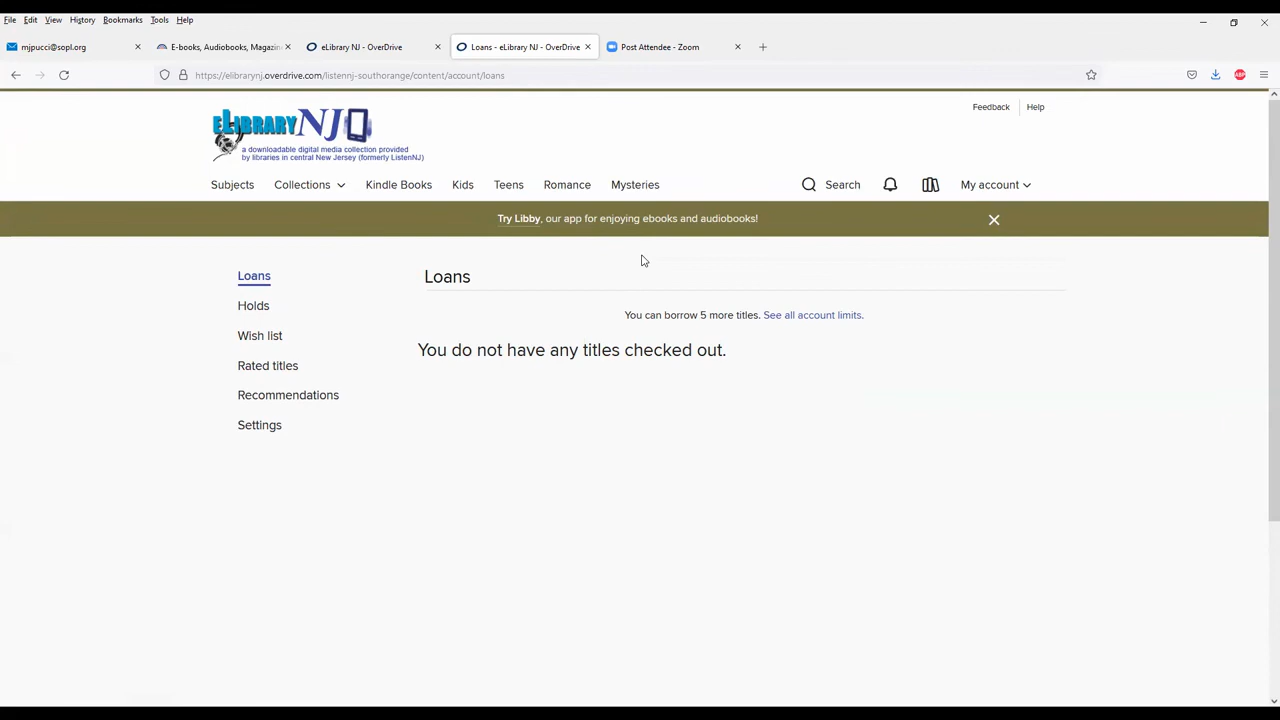 File Edit View History Bookmarks Tools Help
mjpucci@sopl.org
E-books, Audiobooks, Magazin
eLibrary NJ - OverDrive
Loans - eLibrary NJ - OverDrive
Post Attendee - Zoom
https://elibrarynj.overdrive.com/listennj-southorange/content/account/loans
ABP
Feedback Help
eLIBRARYNJ
a downloadable digital media collection provided
by libraries in central New Jersey (formerly ListenNJ)
Subjects Collections Kindle Books Kids Teens Romance Mysteries Search My account
Try Libby, our app for enjoying ebooks and audiobooks!
Loans
Holds
Wish list
Rated titles
Recommendations
Settings
Loans
You can borrow 5 more titles. See all account limits.
You do not have any titles checked out.